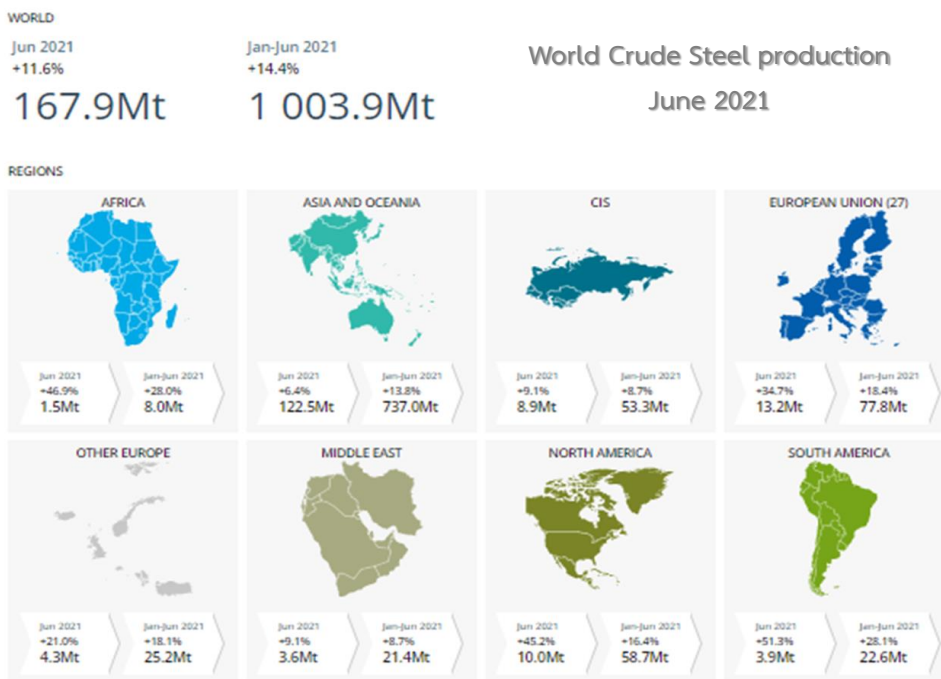 WORLD
Jun 2021
+11.6%
167.9Mt
Jan-Jun 2021
+14.4%
1 003.9Mt
World Crude Steel production
June 2021
REGIONS
AFRICA
Jun 2021
+46.9%
1.5Mt
Jan-Jun 2021
+28.0%
8.0Mt
ASIA AND OCEANIA
Jun 2021
+6.4%
122.5Mt
Jan-Jun 2021
+13.8%
737.0Mt
CIS
Jun 2021
+9.1%
8.9Mt
Jan-Jun 2021
+8.7%
53.3Mt
EUROPEAN UNION (27)
Jun 2021
+34.7%
13.2Mt
Jan-Jun 2021
+18.4%
77.8Mt
OTHER EUROPE
Jun 2021
+21.0%
4.3Mt
Jan-Jun 2021
+18.1%
25.2Mt
MIDDLE EAST
Jun 2021
+9.1%
3.6Mt
Jan-Jun 2021
+8.7%
21.4Mt
NORTH AMERICA
Jun 2021
+45.2%
10.0Mt
Jan-Jun 2021
+16.4%
58.7Mt
SOUTH AMERICA
Jun 2021
+51.3%
3.9Mt
Jan-Jun 2021
+28.1%
22.6Mt